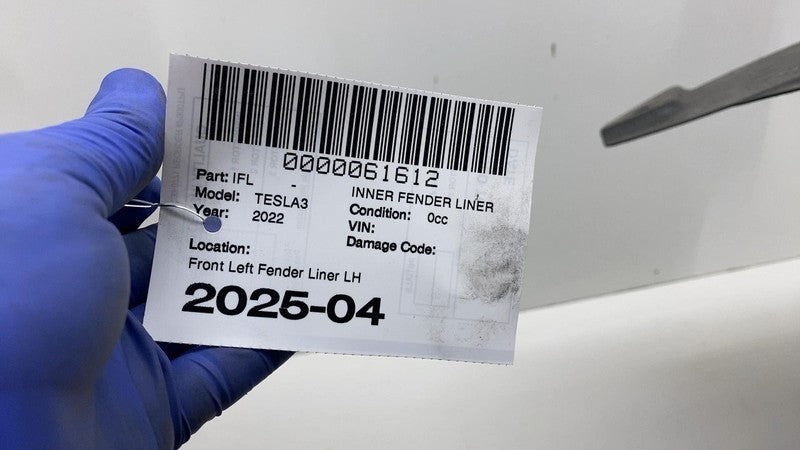 0000061612
Part: IFL - INNER FENDER LINER
Model: TESLA3 Condition: 0cc
Year: 2022 VIN:
Damage Code:
Location:
Front Left Fender Liner LH
2025-04